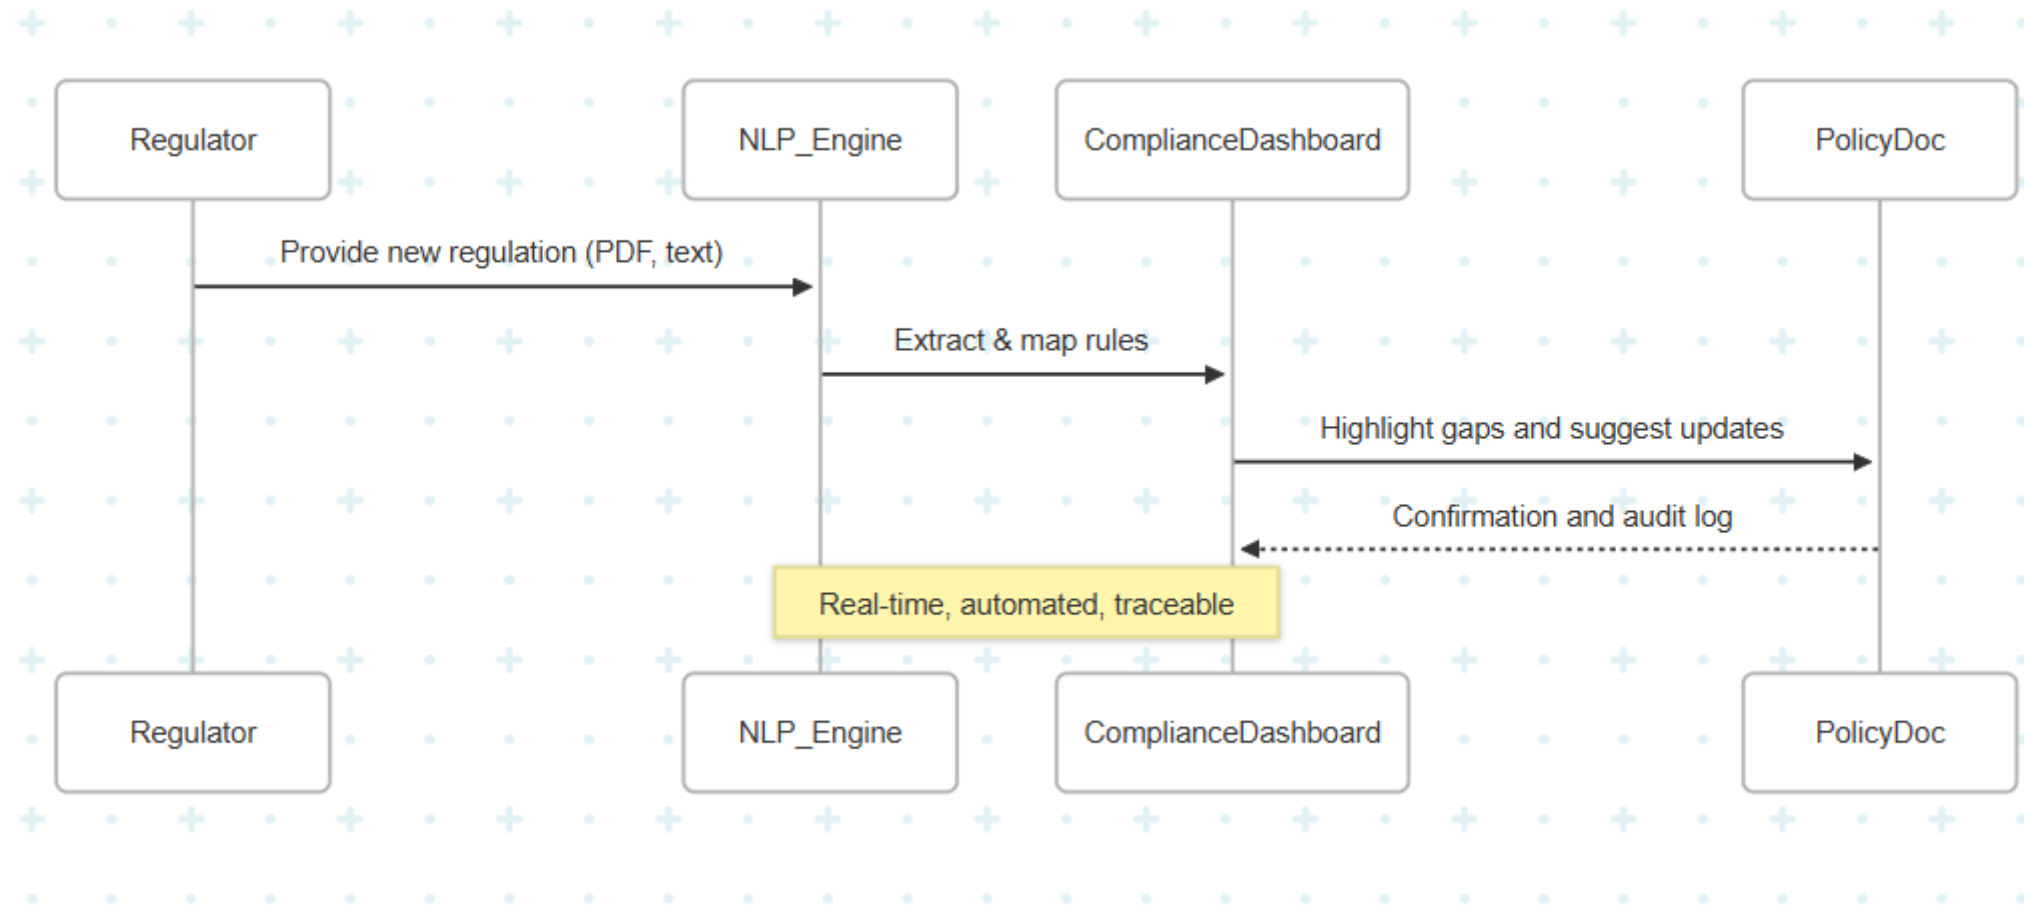 Regulator
NLP_Engine
ComplianceDashboard
PolicyDoc
Provide new regulation (PDF, text)
Extract & map rules
Highlight gaps and suggest updates
Confirmation and audit log
Real-time, automated, traceable
Regulator
NLP_Engine
ComplianceDashboard
PolicyDoc